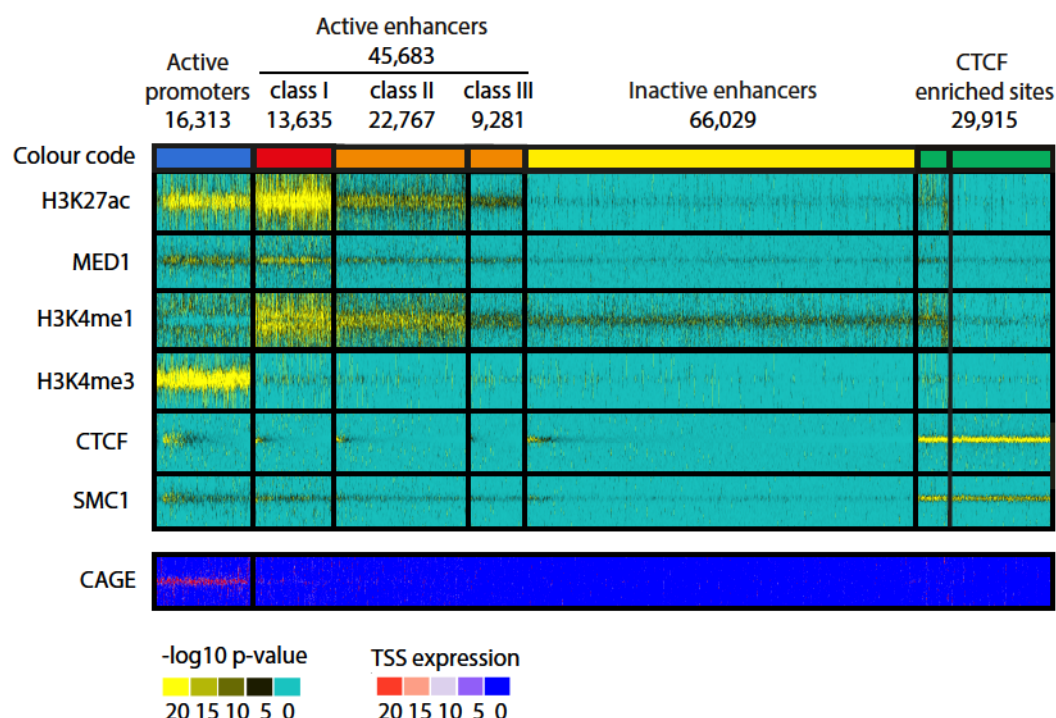 Active enhancers
45,683
Active promoters
16,313
class I
13,635
class II
22,767
class III
9,281
Inactive enhancers
66,029
CTCF
enriched sites
29,915
Colour code
H3K27ac
MED1
H3K4me1
H3K4me3
CTCF
SMC1
CAGE
-log10 p-value
20 15 10 5 0
TSS expression
20 15 10 5 0